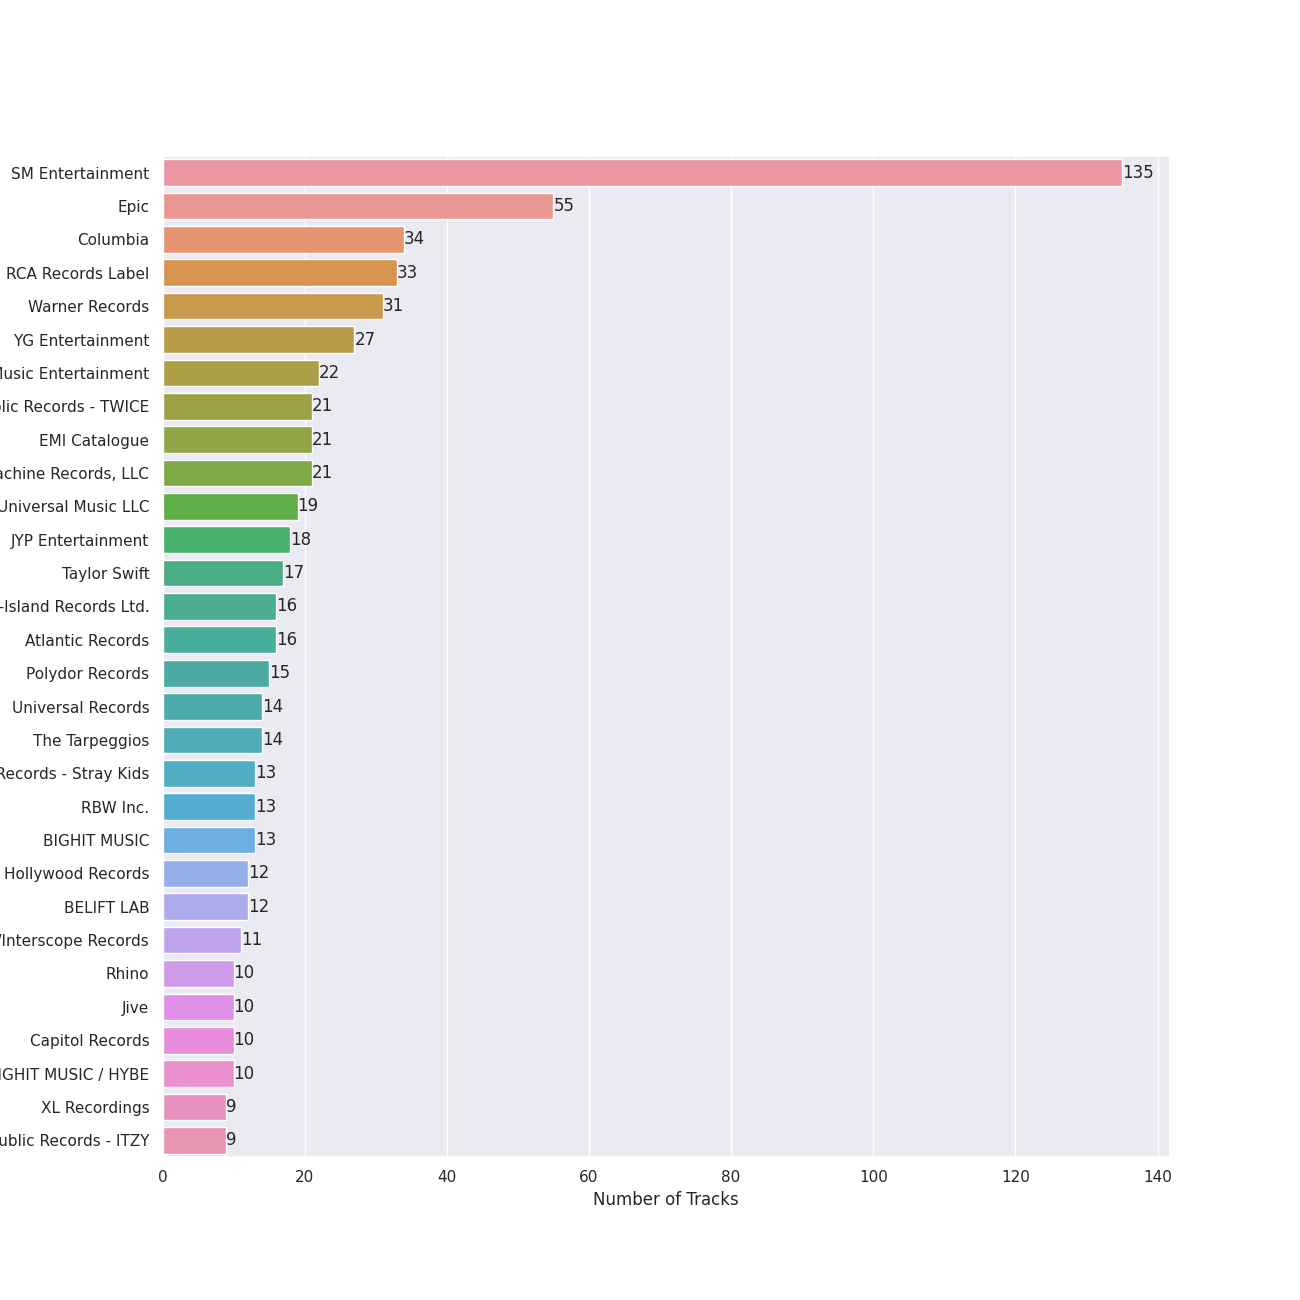 SM Entertainment 135
Epic 55
Columbia 34
RCA Records Label 33
Warner Records 31
YG Entertainment 27
Music Entertainment 22
Records - TWICE 21
EMI Catalogue 21
Records, LLC 21
Universal Music LLC 19
JYP Entertainment 18
Taylor Swift 17
-Island Records Ltd. 16
Atlantic Records 16
Polydor Records 15
Universal Records 14
The Tarpeggios 14
Records - Stray Kids 13
RBW Inc. 13
BIGHIT MUSIC 13
Hollywood Records 12
BELIFT LAB 12
/Interscope Records 11
Rhino 10
Jive 10
Capitol Records 10
MUSIC / HYBE 10
XL Recordings 9
Records - ITZY 9
0 20 40 60 80 100 120 140
Number of Tracks